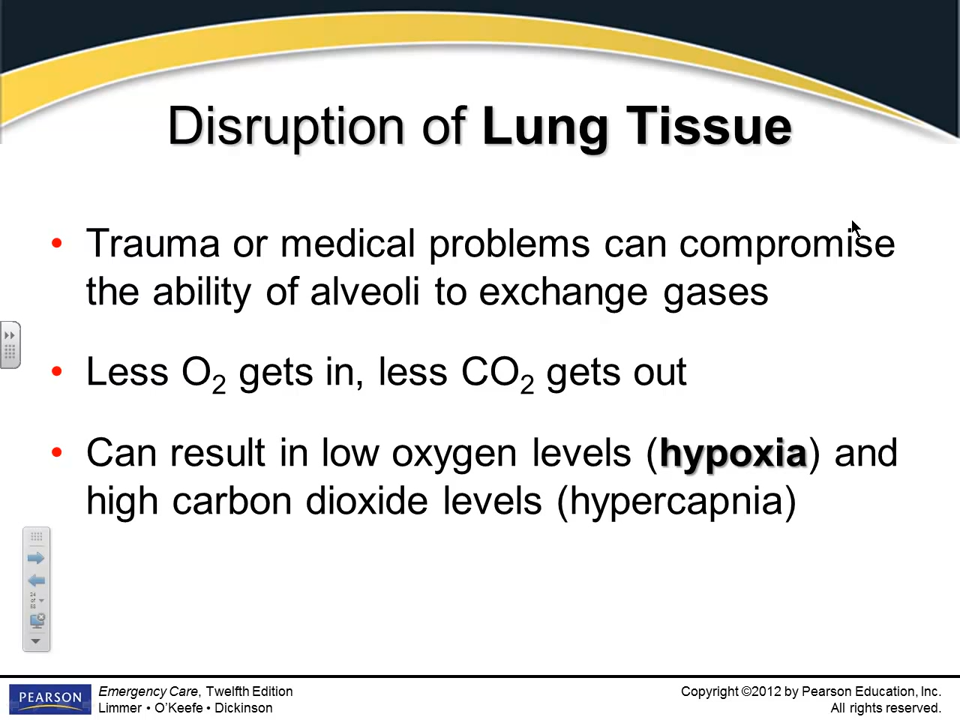 Disruption of Lung Tissue
• Trauma or medical problems can compromise
the ability of alveoli to exchange gases
• Less O₂ gets in, less CO₂ gets out
• Can result in low oxygen levels (hypoxia) and
high carbon dioxide levels (hypercapnia)
PEARSON
Emergency Care, Twelfth Edition
Limmer • O’Keefe • Dickinson
Copyright ©2012 by Pearson Education, Inc.
All rights reserved.